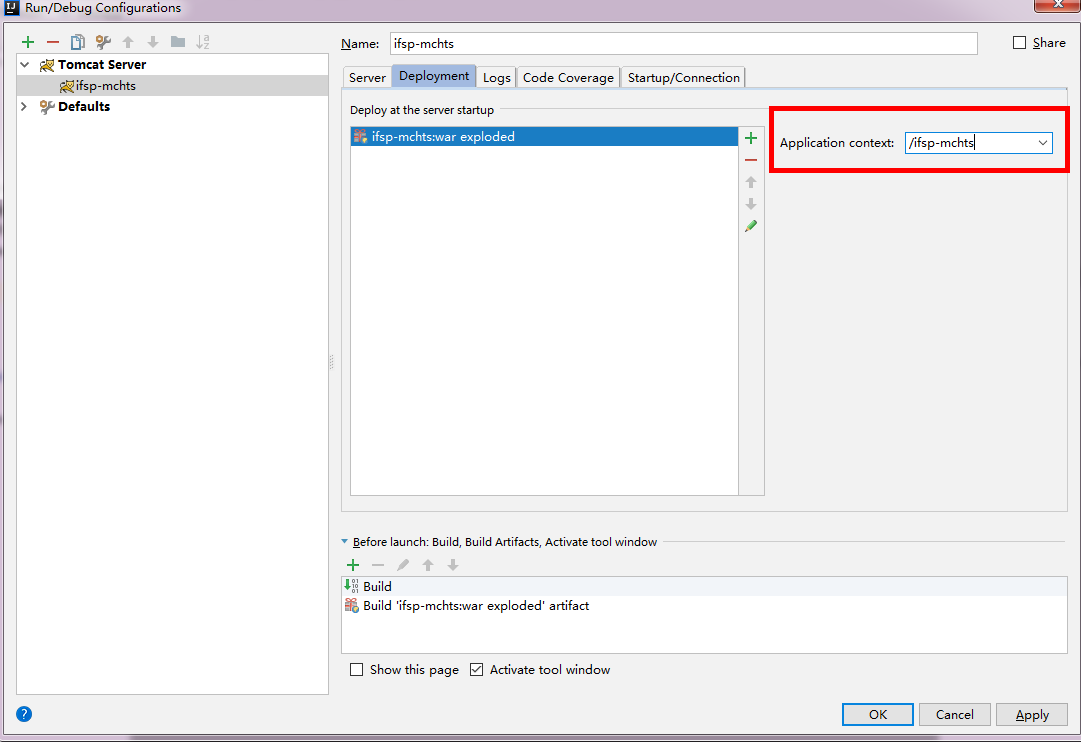 Run/Debug Configurations
Name: ifsp-mchts
Share
Tomcat Server
ifsp-mchts
Defaults
Server Deployment Logs Code Coverage Startup/Connection
Deploy at the server startup
ifsp-mchts:war exploded
Application context: /ifsp-mchts
Before launch: Build, Build Artifacts, Activate tool window
Build
Build 'ifsp-mchts:war exploded' artifact
Show this page Activate tool window
OK Cancel Apply